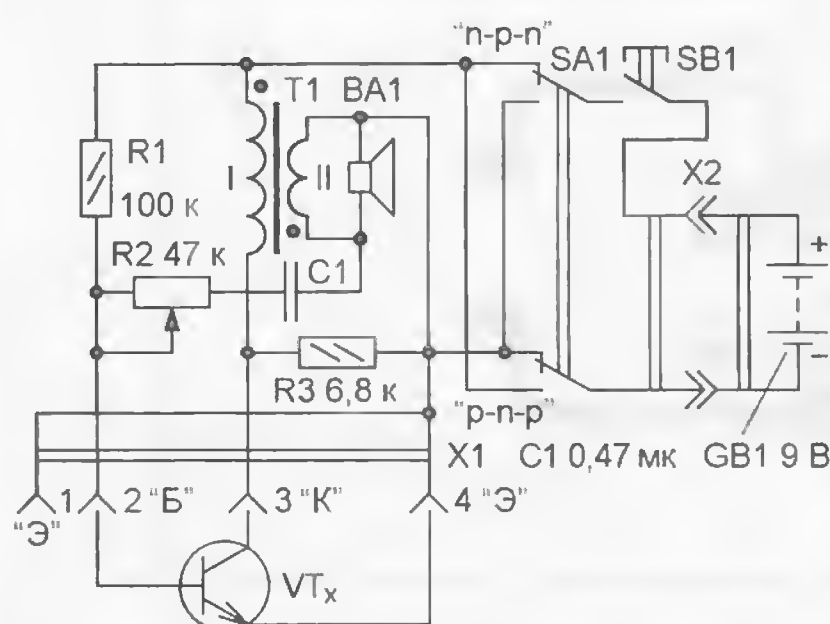 "n-p-n"
SA1
SB1
T1
BA1
R1
100 к
I
II
X2
R2 47 к
C1
+
−
R3 6,8 к
"p-n-p"
X1
C1 0,47 мк
GB1 9 В
1
"Э"
2 "Б"
3 "К"
4 "Э"
VTx